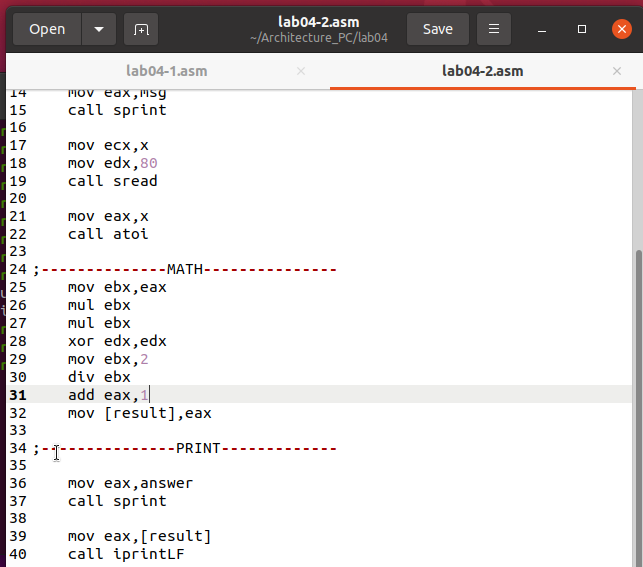 Open
lab04-2.asm
~/Architecture_PC/lab04
Save
lab04-1.asm
lab04-2.asm
14 mov eax,msg
15 call sprint
16
17 mov ecx,x
18 mov edx,80
19 call sread
20
21 mov eax,x
22 call atoi
23
24 ;--------------MATH---------------
25 mov ebx,eax
26 mul ebx
27 mul ebx
28 xor edx,edx
29 mov ebx,2
30 div ebx
31 add eax,1
32 mov [result],eax
33
34 ;---------------PRINT-------------
35
36 mov eax,answer
37 call sprint
38
39 mov eax,[result]
40 call iprintLF